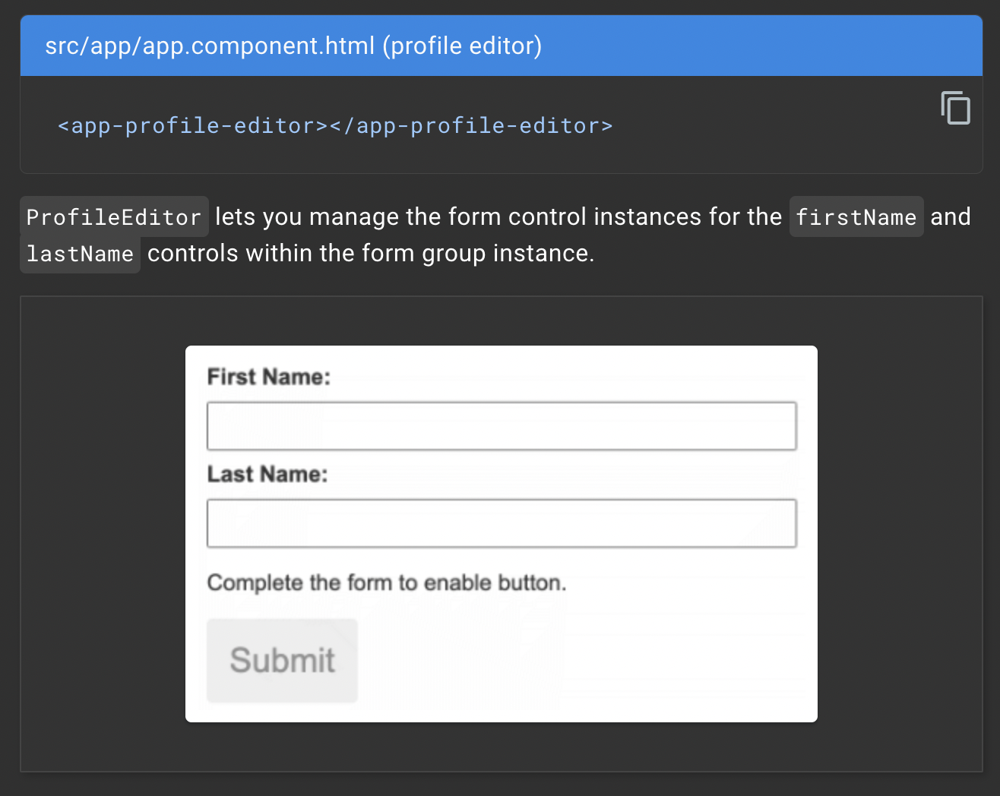 src/app/app.component.html (profile editor)
<app-profile-editor></app-profile-editor>
ProfileEditor lets you manage the form control instances for the firstName and
lastName controls within the form group instance.
First Name:
Last Name:
Complete the form to enable button.
Submit